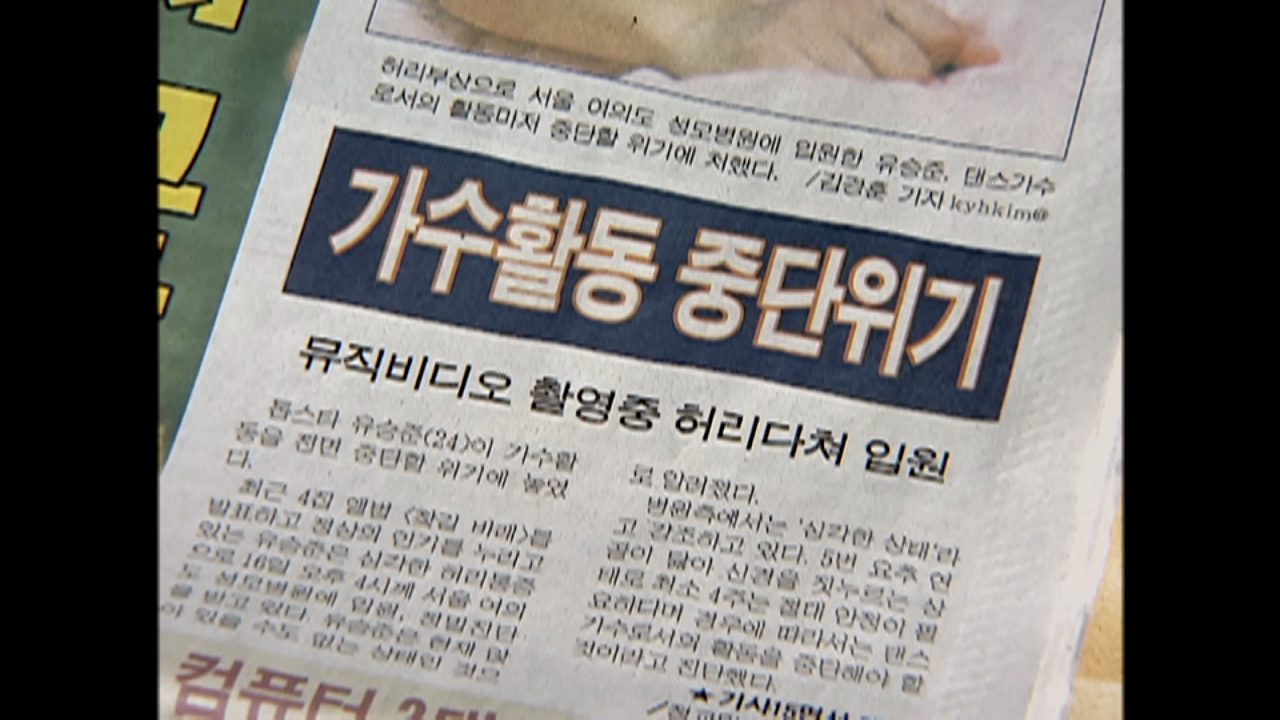 허리부상으로 서울 여의도 성모병원에 입원한 유승준. 댄스가수
로서의 활동마저 중단할 위기에 처했다. /김경훈 기자 kyhkim@
가수활동 중단위기
뮤직비디오 촬영중 허리다쳐 입원
톱스타 유승준(24)이 가수활
동을 전면 중단할 위기에 놓였
다.
최근 4집 앨범 〈찾길 바래〉를
발표하고 정상의 인기를 누리고
있는 유승준은 심각한 허리통증
으로 16일 오후 4시께 서울 여의
도 성모병원에 입원, 정밀진단
을 받고 있다. 유승준은 현재 앉
아 있을 수도 없는 상태인 것으
로 알려졌다.
병원측에서는 '심각한 상태'라
고 강조하고 있다. 5번 요추 연
골이 닳아 신경을 짓누르는 상
태로 최소 4주는 절대 안정이 필
요하다며 경우에 따라서는 댄스
가수로서의 활동을 중단해야 할
것이라고 진단했다.
★기사15면서
컴퓨터